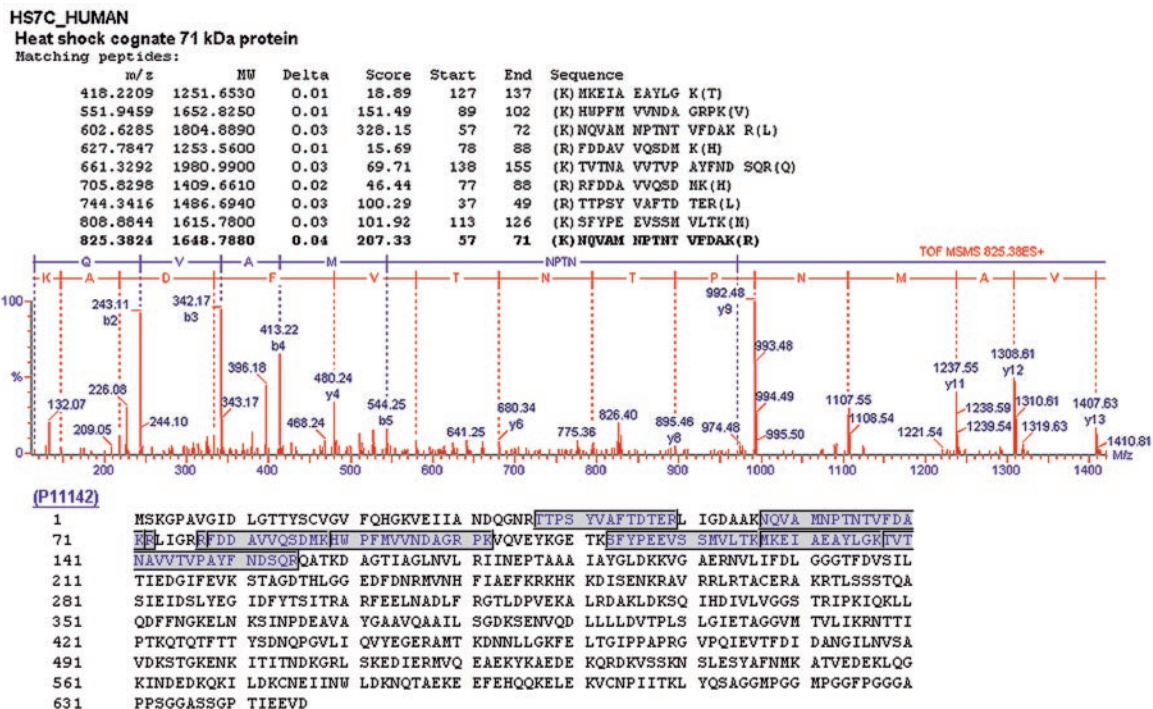 HS7C_HUMAN
Heat shock cognate 71 kDa protein
Matching peptides:
m/z MW Delta Score Start End Sequence
418.2209 1251.6530 0.01 18.89 127 137 (K)MKEIA EAYLG K(T)
551.9459 1652.8250 0.01 151.49 89 102 (K)HWPFM VVNDA GRPK(V)
602.6285 1804.8890 0.03 328.15 57 72 (K)NQVAM NPTNT VFDAK R(L)
627.7847 1253.5600 0.01 15.69 78 88 (R)FDDAV VQSDM K(H)
661.3292 1980.9900 0.03 69.71 138 155 (K)TVTNA VVTVP AYFND SQR(Q)
705.8298 1409.6610 0.02 46.44 77 88 (R)RFDDA VVQSD MK(H)
744.3416 1486.6940 0.03 100.29 37 49 (R)TTPSY VAFTD TER(L)
808.8844 1615.7800 0.03 101.92 113 126 (K)SFYPE EVSSM VLTK(M)
825.3824 1648.7880 0.04 207.33 57 71 (K)NQVAM NPTNT VFDAK(R)
TOF MSMS 825.38ES+
Q V A M NPTN
K A D F V T N T P N M A V
100
%
0
132.07
209.05
226.08
243.11 b2
244.10
342.17 b3
343.17
396.18
413.22 b4
468.24
480.24 y4
544.25 b5
641.25
680.34 y6
775.36
826.40
895.46 y8
974.48
992.48 y9
993.48
994.49
995.50
1107.55
1108.54
1221.54
1237.55 y11
1238.59
1239.54
1308.61 y12
1310.61
1319.63
1407.63 y13
1410.81
200 300 400 500 600 700 800 900 1000 1100 1200 1300 1400 M/z
(P11142)
1 MSKGPAVGID LGTTYSCVGV FQHGKVEIIA NDQGNRTTPS YVAFTDTERL IGDAAKNQVA MNPTNTVFDA
71 KRLIGRRFDD AVVQSDMKHW PFMVVNDAGR PKVQVEYKGE TKSFYPEEVS SMVLTKMKEI AEAYLGKTVT
141 NAVVTVPAYF NDSQRQATKD AGTIAGLNVL RIINEPTAAA IAYGLDKKVG AERNVLIFDL GGGTFDVSIL
211 TIEDGIFEVK STAGDTHLGG EDFDNRMVNH FIAEFKRKHK KDISENKRAV RRLRTACERA KRTLSSSTQA
281 SIEIDSLYEG IDFYTSITRA RFEELNADLF RGTLDPVEKA LRDAKLDKSQ IHDIVLVGGS TRIPKIQKLL
351 QDFFNGKELN KSINPDEAVA YGAAVQAAIL SGDKSENVQD LLLLDVTPLS LGIETAGGVM TVLIKRNTTI
421 PTKQTQTFTT YSDNQPGVLI QVYEGERAMT KDNNLLGKFE LTGIPPAPRG VPQIEVTFDI DANGILNVSA
491 VDKSTGKENK ITITNDKGRL SKEDIERMVQ EAEKYKAEDE KQRDKVSSKN SLESYAFNMK ATVEDEKLQG
561 KINDEDKQKI LDKCNEIINW LDKNQTAEKE EFEHQQKELE KVCNPIITKL YQSAGGMPGG MPGGFPGGGA
631 PPSGGASSGP TIEEVD